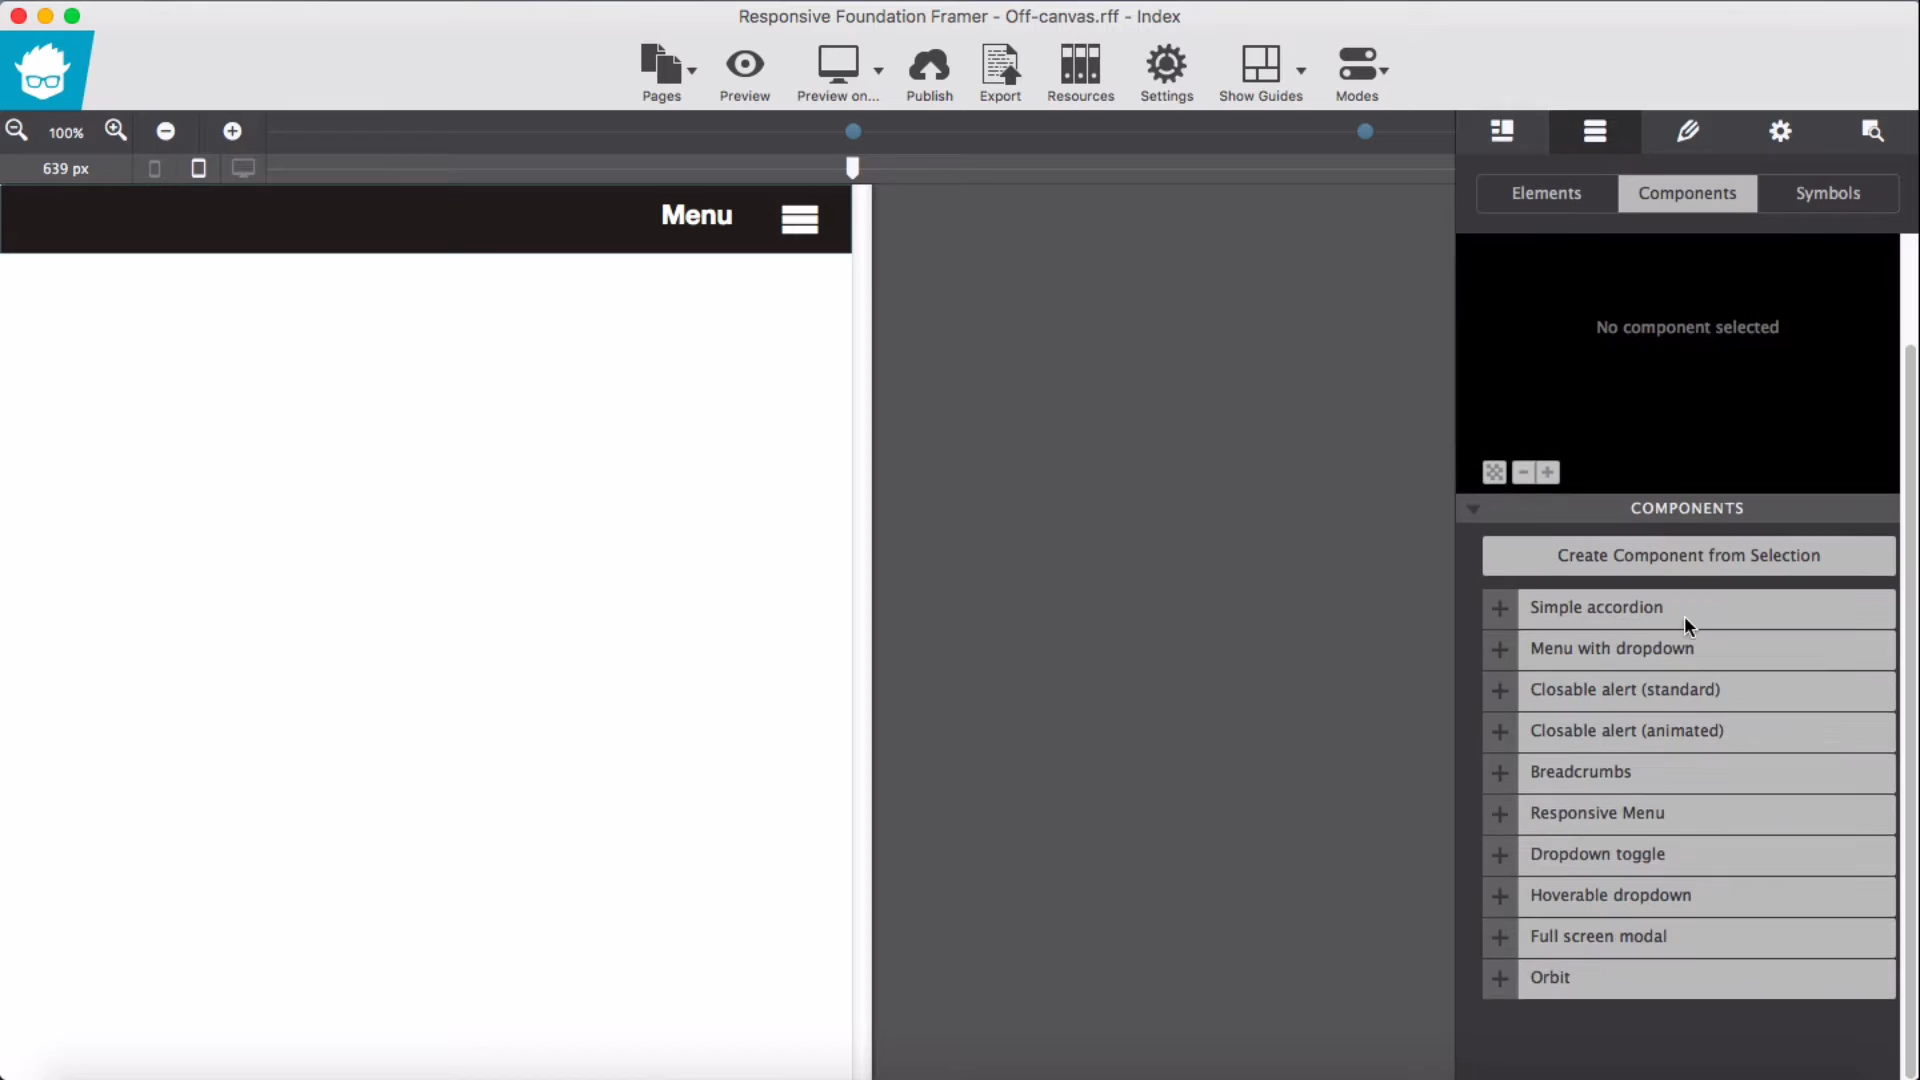 Responsive Foundation Framer - Off-canvas.rff - Index
Pages
Preview
Preview on...
Publish
Export
Resources
Settings
Show Guides
Modes
100%
639 px
Menu
Elements
Components
Symbols
No component selected
COMPONENTS
Create Component from Selection
Simple accordion
Menu with dropdown
Closable alert (standard)
Closable alert (animated)
Breadcrumbs
Responsive Menu
Dropdown toggle
Hoverable dropdown
Full screen modal
Orbit